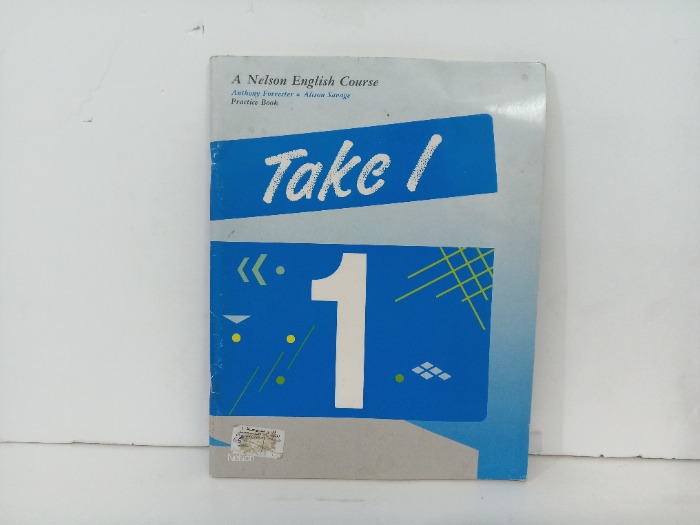 A Nelson English Course
Anthony Forrester • Alison Savage
Practice Book
Take 1
1
Nelson